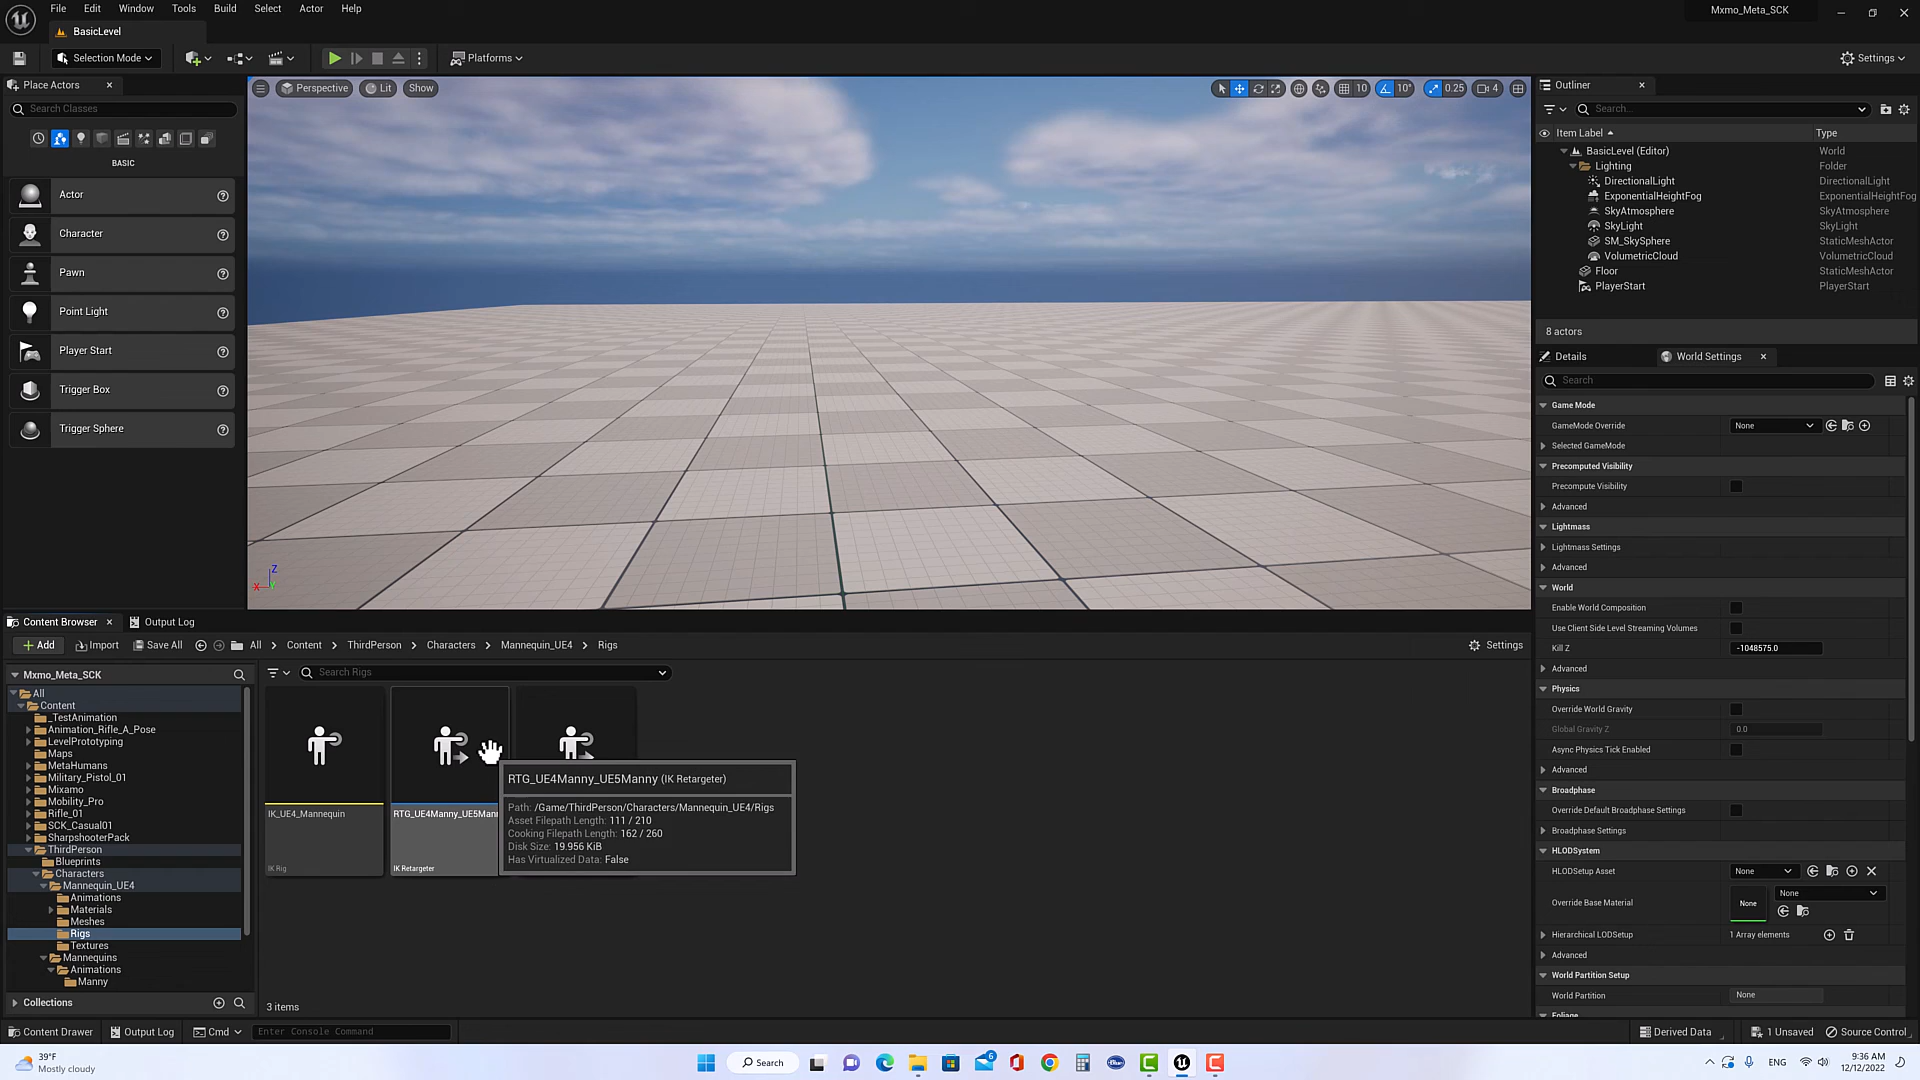 File Edit Window Tools Build Select Actor Help
Mxmo_Meta_SCK
BasicLevel
Selection Mode
Platforms
Settings
Place Actors
Search Classes
BASIC
Actor
Character
Pawn
Point Light
Player Start
Trigger Box
Trigger Sphere
Perspective
Lit
Show
10
10°
0.25
4
Z
X
Y
Outliner
Search...
Item Label
Type
BasicLevel (Editor) World
Lighting Folder
DirectionalLight DirectionalLight
ExponentialHeightFog ExponentialHeightFog
SkyAtmosphere SkyAtmosphere
SkyLight SkyLight
SM_SkySphere StaticMeshActor
VolumetricCloud VolumetricCloud
Floor StaticMeshActor
PlayerStart PlayerStart
8 actors
Details
World Settings
Search
Game Mode
GameMode Override None
Selected GameMode
Precomputed Visibility
Precompute Visibility
Advanced
Lightmass
Lightmass Settings
Advanced
World
Enable World Composition
Use Client Side Level Streaming Volumes
Kill Z -1048575.0
Advanced
Physics
Override World Gravity
Global Gravity Z 0.0
Async Physics Tick Enabled
Advanced
Broadphase
Override Default Broadphase Settings
Broadphase Settings
HLODSystem
HLODSetup Asset None
Override Base Material None None
Hierarchical LODSetup 1 Array elements
Advanced
World Partition Setup
World Partition None
Foliage
Content Browser
Output Log
Add
Import
Save All
All > Content > ThirdPerson > Characters > Mannequin_UE4 > Rigs
Settings
Mxmo_Meta_SCK
Search Rigs
All
Content
_TestAnimation
Animation_Rifle_A_Pose
LevelPrototyping
Maps
MetaHumans
Military_Pistol_01
Mixamo
Mobility_Pro
Rifle_01
SCK_Casual01
SharpshooterPack
ThirdPerson
Blueprints
Characters
Mannequin_UE4
Animations
Materials
Meshes
Rigs
Textures
Mannequins
Animations
Manny
Collections
IK_UE4_Mannequin
IK Rig
RTG_UE4Manny_UE5Mann
IK Retargeter
RTG_UE4Manny_UE5Manny (IK Retargeter)
Path: /Game/ThirdPerson/Characters/Mannequin_UE4/Rigs
Asset Filepath Length: 111 / 210
Cooking Filepath Length: 162 / 260
Disk Size: 19.956 KiB
Has Virtualized Data: False
3 items
Content Drawer
Output Log
Cmd
Enter Console Command
Derived Data
1 Unsaved
Source Control
39°F
Mostly cloudy
Search
6
ENG
9:36 AM
12/12/2022